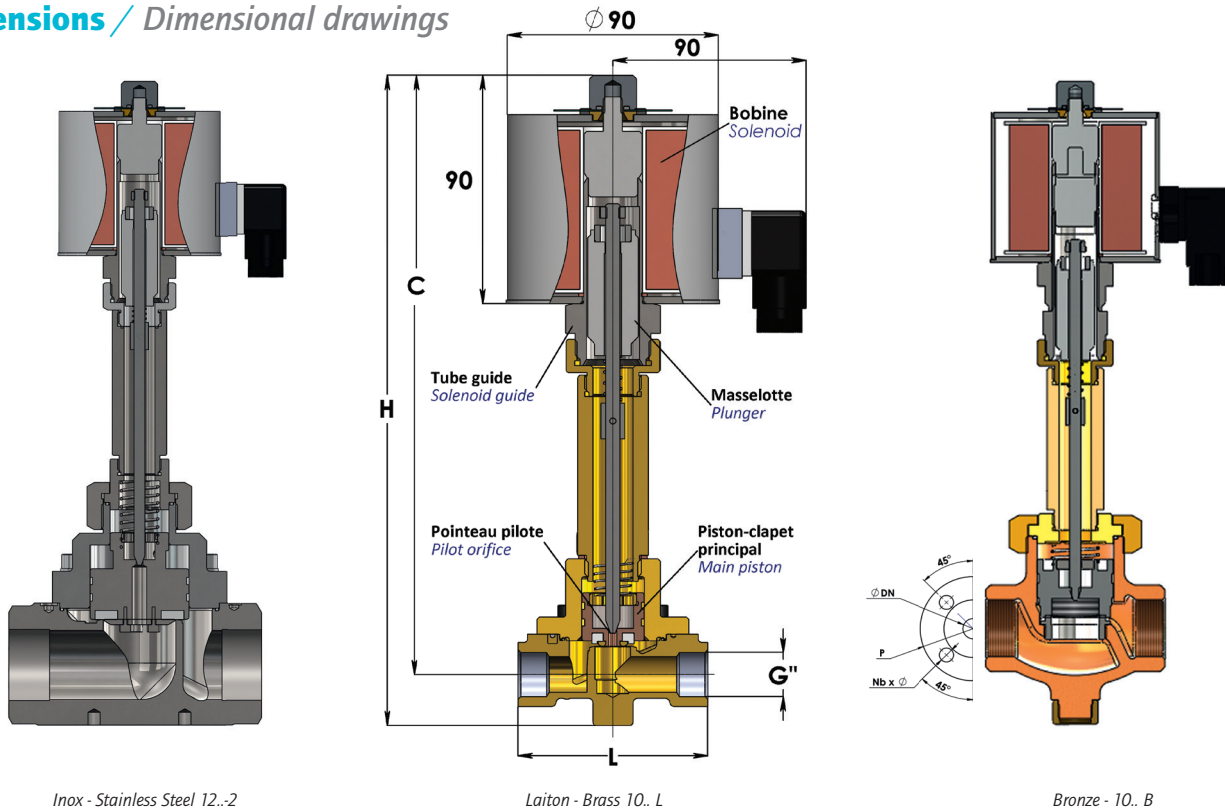 ensions / Dimensional drawings
Ø 90
90
90
Bobine
Solenoid
C
H
Tube guide
Solenoid guide
Masselotte
Plunger
Pointeau pilote
Pilot orifice
Piston-clapet
principal
Main piston
G"
L
45°
Ø DN
P
Nb x Ø
45°
Inox - Stainless Steel 12..-2
Laiton - Brass 10.. L
Bronze - 10.. B